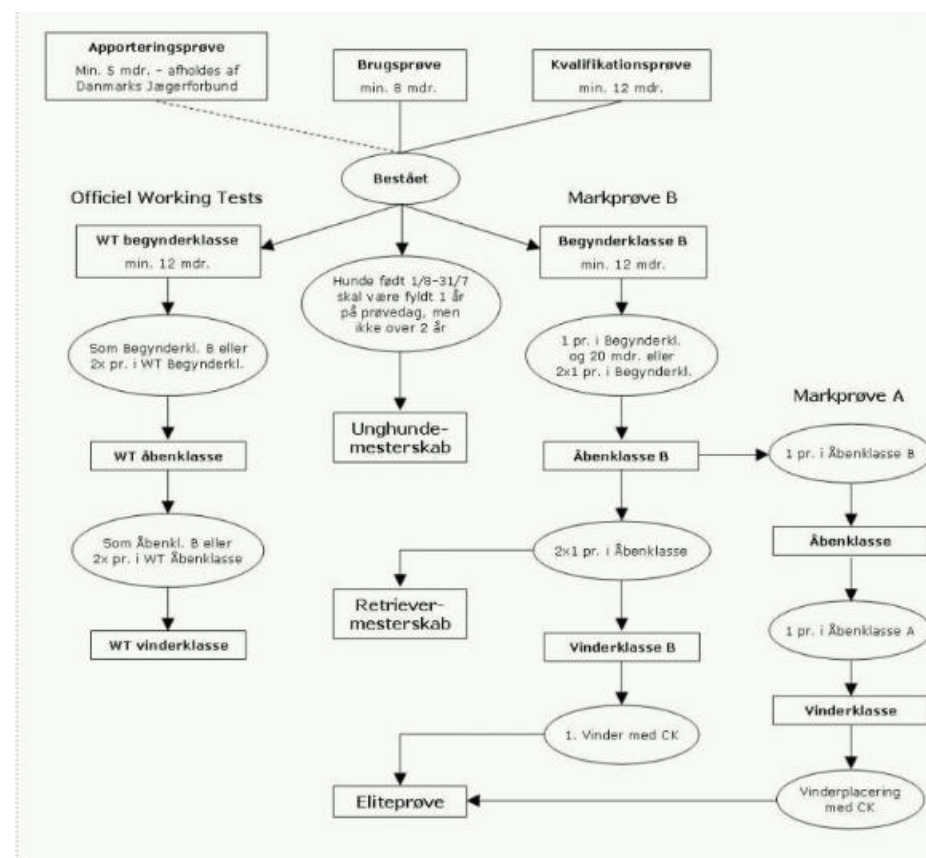 Apporteringsprøve
Min. 5 mdr. – afholdes af
Danmarks Jægerforbund
Brugsprøve
min. 8 mdr.
Kvalifikationsprøve
min. 12 mdr.
Bestået
Officiel Working Tests
Markprøve B
WT begynderklasse
min. 12 mdr.
Hunde født 1/8-31/7
skal være fyldt 1 år
på prøvedag, men
ikke over 2 år
Begynderklasse B
min. 12 mdr.
Som Begynderkl. B eller
2x pr. i WT Begynderkl.
1 pr. i Begynderkl.
og 20 mdr. eller
2x1 pr. i Begynderkl.
Markprøve A
Unghunde-
mesterskab
WT åbenklasse
Åbenklasse B
1 pr. i Åbenklasse B
Som Åbenkl. B eller
2x pr. i WT Åbenklasse
2x1 pr. i Åbenklasse
Åbenklasse
Retriever-
mesterskab
1 pr. i Åbenklasse A
WT vinderklasse
Vinderklasse B
Vinderklasse
1. Vinder med CK
Eliteprøve
Vinderplacering
med CK